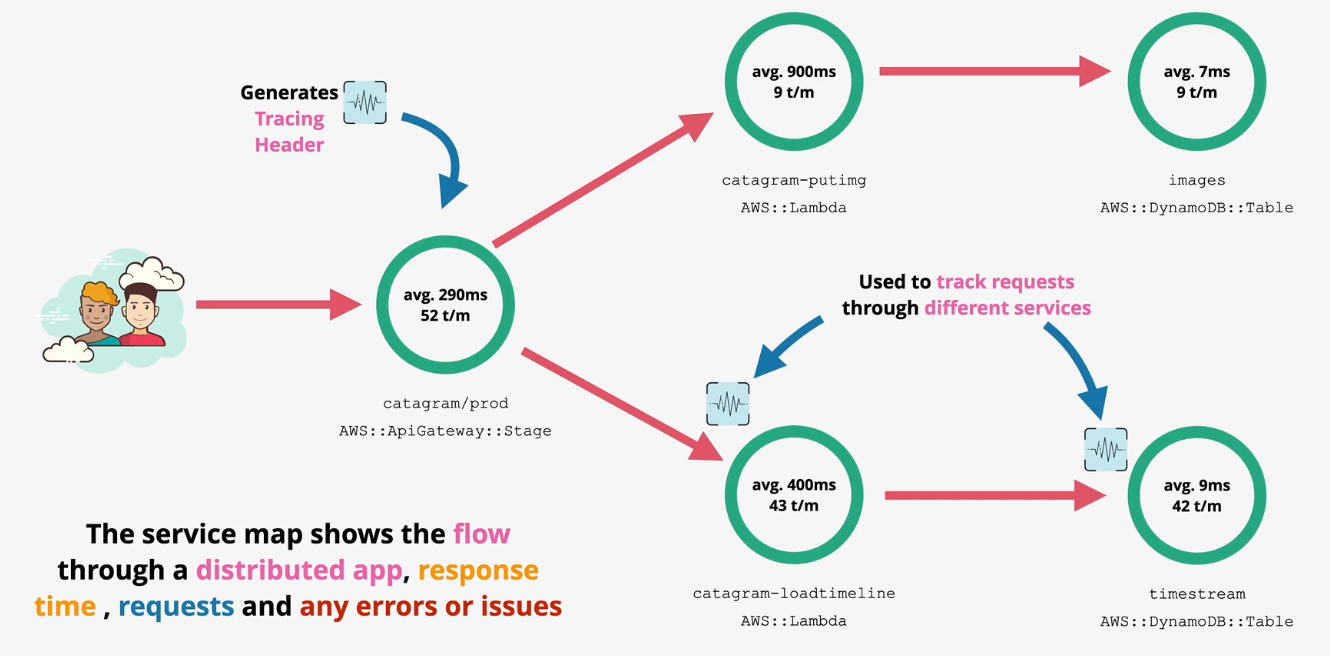 Generates
Tracing
Header
avg. 900ms
9 t/m
catagram-putimg
AWS::Lambda
avg. 7ms
9 t/m
images
AWS::DynamoDB::Table
avg. 290ms
52 t/m
catagram/prod
AWS::ApiGateway::Stage
Used to track requests
through different services
avg. 400ms
43 t/m
catagram-loadtimeline
AWS::Lambda
avg. 9ms
42 t/m
timestream
AWS::DynamoDB::Table
The service map shows the flow
through a distributed app, response
time , requests and any errors or issues